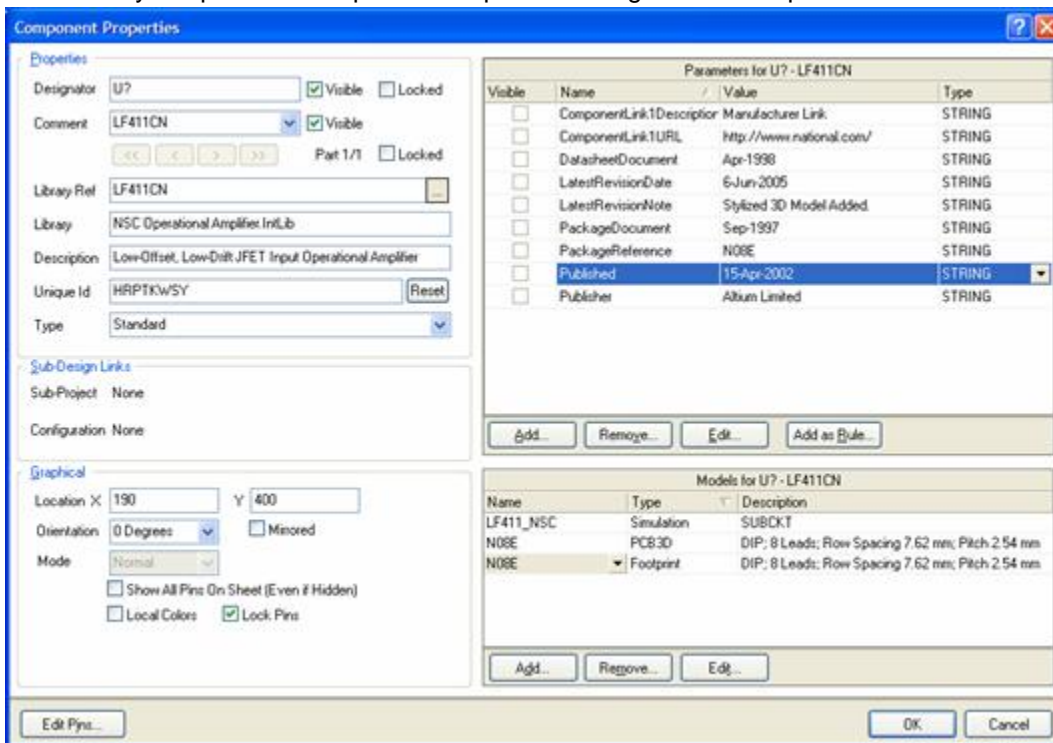 Component Properties
Properties
Designator U? Visible Locked
Comment LF411CN Visible
<< < > >> Part 1/1 Locked
Library Ref LF411CN ...
Library NSC Operational Amplifier.IntLib
Description Low-Offset, Low-Drift JFET Input Operational Amplifier
Unique Id HRPTKWSY Reset
Type Standard
Sub-Design Links
Sub-Project None
Configuration None
Graphical
Location X 190 Y 400
Orientation 0 Degrees Mirrored
Mode Normal
Show All Pins On Sheet (Even if Hidden)
Local Colors Lock Pins
Parameters for U? - LF411CN
Visible Name Value Type
ComponentLink1Description Manufacturer Link STRING
ComponentLink1URL http://www.national.com/ STRING
DatasheetDocument Apr-1998 STRING
LatestRevisionDate 6-Jun-2005 STRING
LatestRevisionNote Stylized 3D Model Added. STRING
PackageDocument Sep-1997 STRING
PackageReference N08E STRING
Published 15-Apr-2002 STRING
Publisher Altium Limited STRING
Add... Remove... Edit... Add as Rule...
Models for U? - LF411CN
Name Type Description
LF411_NSC Simulation SUBCKT
N08E PCB3D DIP; 8 Leads; Row Spacing 7.62 mm; Pitch 2.54 mm
N08E Footprint DIP; 8 Leads; Row Spacing 7.62 mm; Pitch 2.54 mm
Add... Remove... Edit...
Edit Pins... OK Cancel